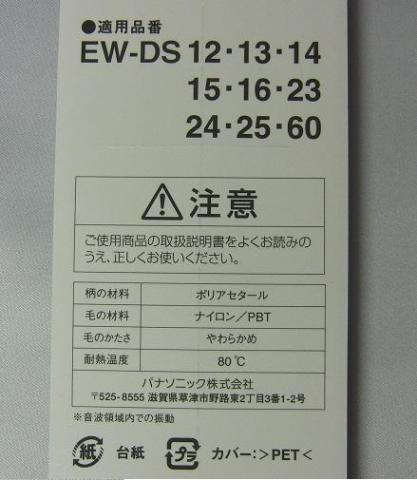 ●適用品番
EW-DS 12・13・14
15・16・23
24・25・60
注意
ご使用商品の取扱説明書をよくお読みの
うえ、正しくお使いください。
柄の材料 ポリアセタール
毛の材料 ナイロン／PBT
毛のかたさ やわらかめ
耐熱温度 80℃
パナソニック株式会社
〒525-8555 滋賀県草津市野路東2丁目3番1-2号
※音波領域内での振動
紙 台紙 プラ カバー：＞PET＜